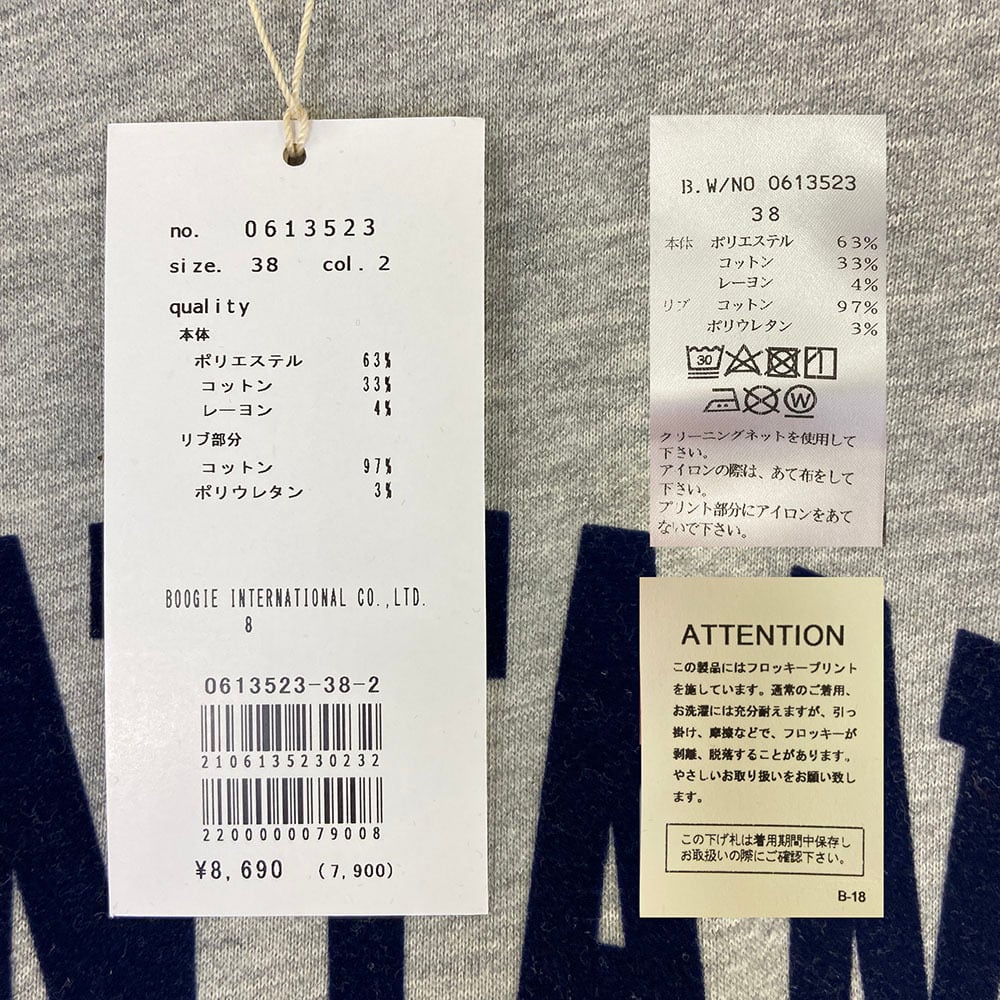 no. 0613523
size. 38 col. 2
quality
本体
ポリエステル 63%
コットン 33%
レーヨン 4%
リブ部分
コットン 97%
ポリウレタン 3%
BOOGIE INTERNATIONAL CO.,LTD.
8
0613523-38-2
2106135230232
2200000079008
¥8,690 (7,900)
B.W/NO 0613523
38
本体 ポリエステル 63%
コットン 33%
レーヨン 4%
リブ コットン 97%
ポリウレタン 3%
30
W
クリーニングネットを使用して
下さい。
アイロンの際は、あて布をして
下さい。
プリント部分にアイロンをあて
ないで下さい。
ATTENTION
この製品にはフロッキープリント
を施しています。通常のご着用、
お洗濯には充分耐えますが、引っ
掛け、摩擦などで、フロッキーが
剥離、脱落することがあります。
やさしいお取り扱いをお願い致し
ます。
この下げ札は着用期間中保存し
お取扱いの際にご確認下さい。
B-18